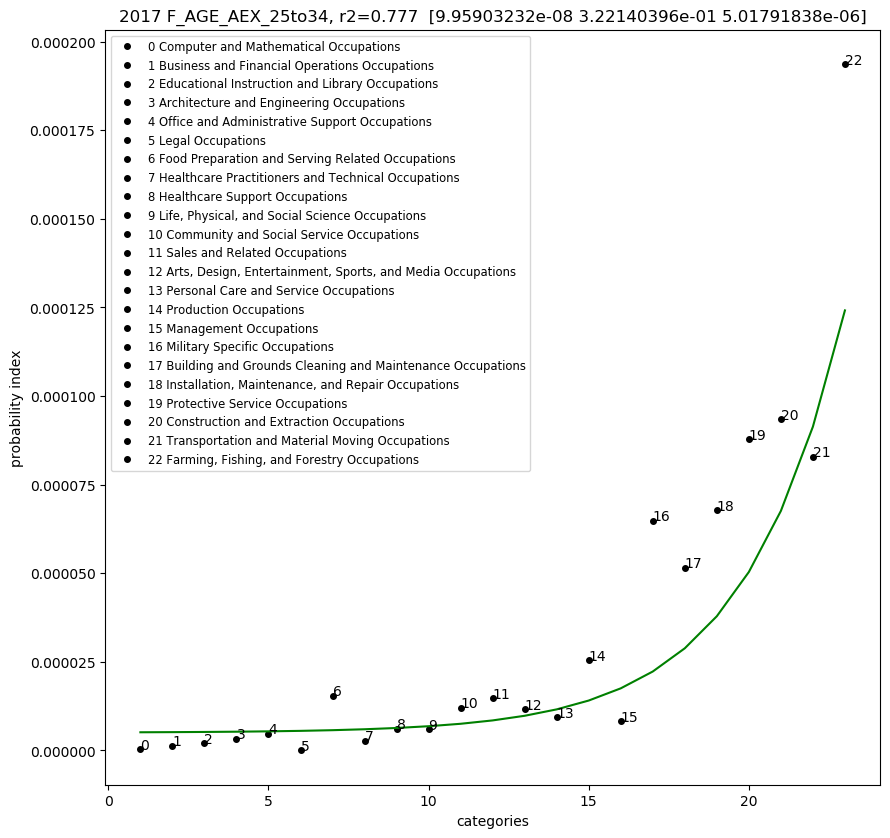 2017 F_AGE_AEX_25to34, r2=0.777 [9.95903232e-08 3.22140396e-01 5.01791838e-06]
0 Computer and Mathematical Occupations
1 Business and Financial Operations Occupations
2 Educational Instruction and Library Occupations
3 Architecture and Engineering Occupations
4 Office and Administrative Support Occupations
5 Legal Occupations
6 Food Preparation and Serving Related Occupations
7 Healthcare Practitioners and Technical Occupations
8 Healthcare Support Occupations
9 Life, Physical, and Social Science Occupations
10 Community and Social Service Occupations
11 Sales and Related Occupations
12 Arts, Design, Entertainment, Sports, and Media Occupations
13 Personal Care and Service Occupations
14 Production Occupations
15 Management Occupations
16 Military Specific Occupations
17 Building and Grounds Cleaning and Maintenance Occupations
18 Installation, Maintenance, and Repair Occupations
19 Protective Service Occupations
20 Construction and Extraction Occupations
21 Transportation and Material Moving Occupations
22 Farming, Fishing, and Forestry Occupations
probability index
0.000200
0.000175
0.000150
0.000125
0.000100
0.000075
0.000050
0.000025
0.000000
0
1
2
3
4
5
6
7
8
9
10
11
12
13
14
15
16
17
18
19
20
21
22
0
5
10
15
20
categories